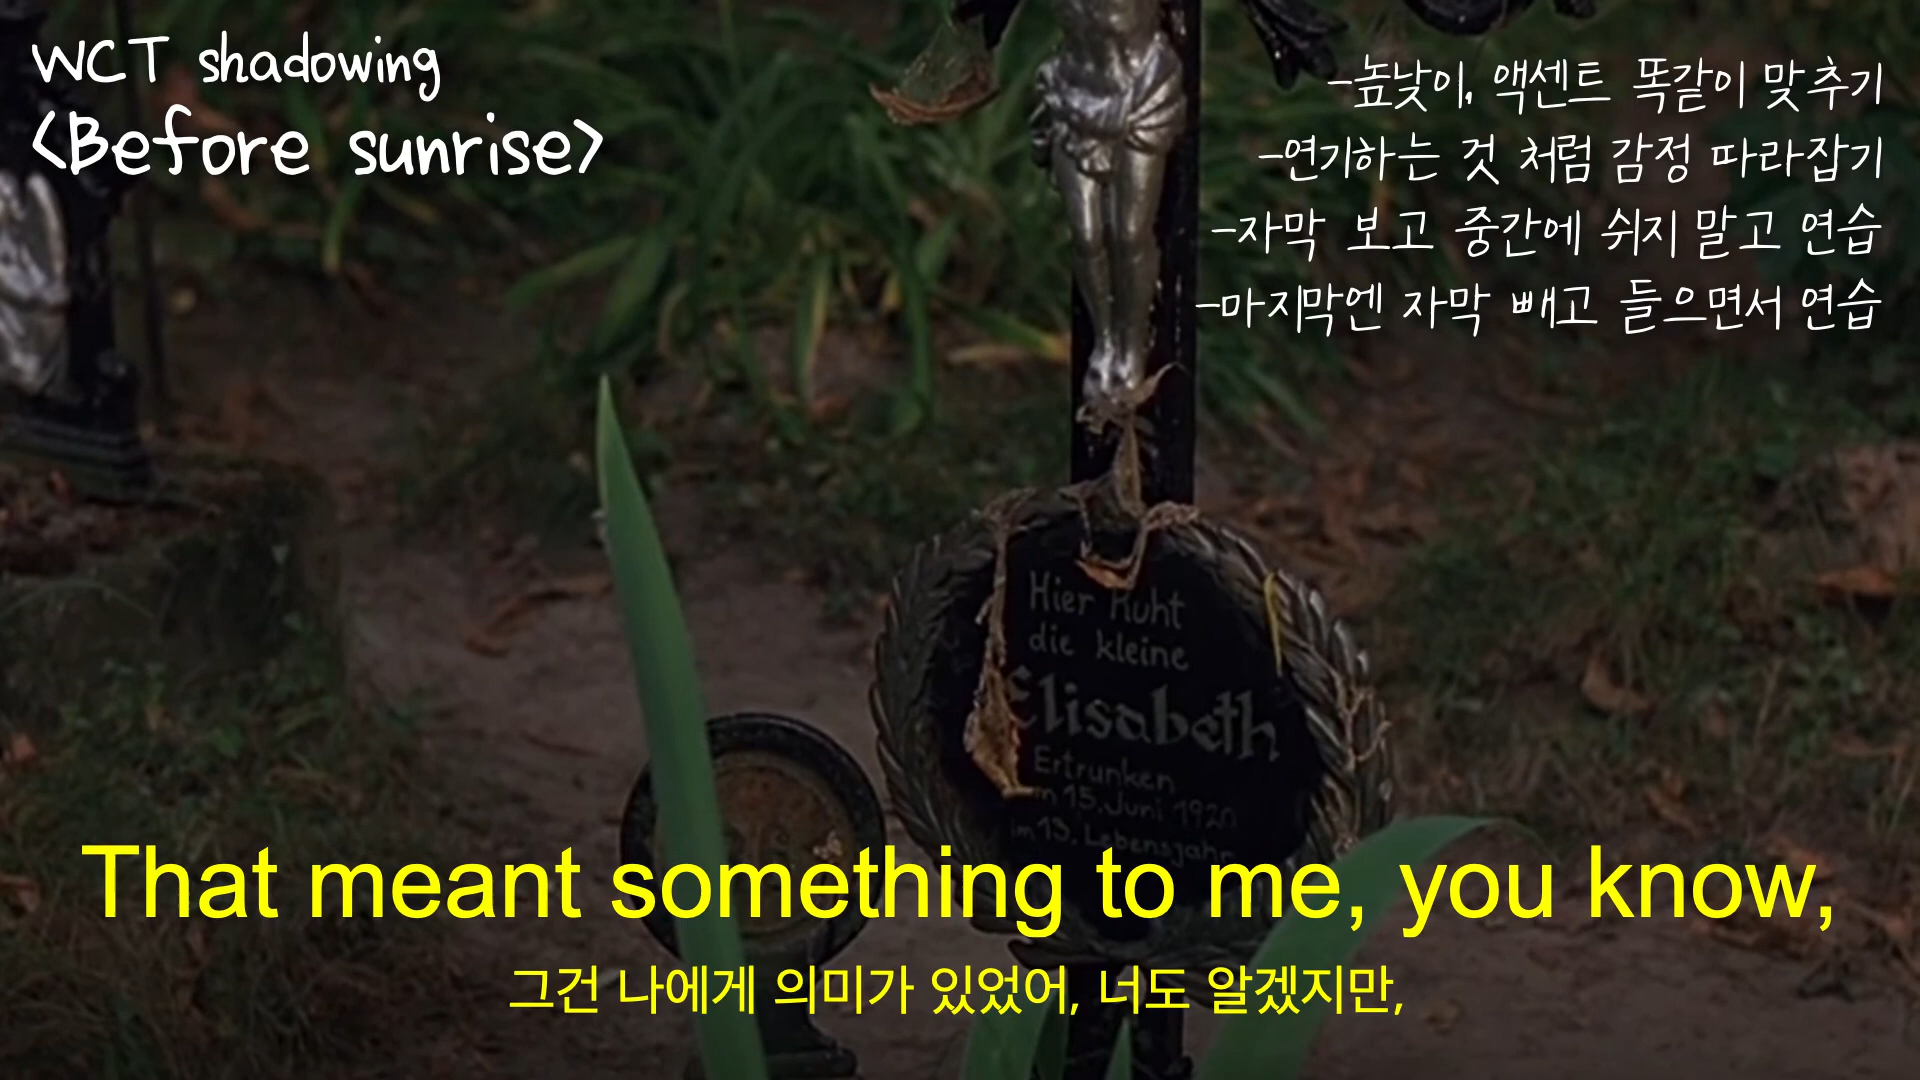 WCT shadowing
<Before sunrise>
-높낮이, 액센트 똑같이 맞추기
-연기하는 것 처럼 감정 따라잡기
-자막 보고 중간에 쉬지 말고 연습
-마지막엔 자막 빼고 들으면서 연습
Hier Ruht
die kleine
Elisabeth
Ertrunken
15. Juni 1920
im 13. Lebensjahr
That meant something to me, you know,
그건 나에게 의미가 있었어, 너도 알겠지만,